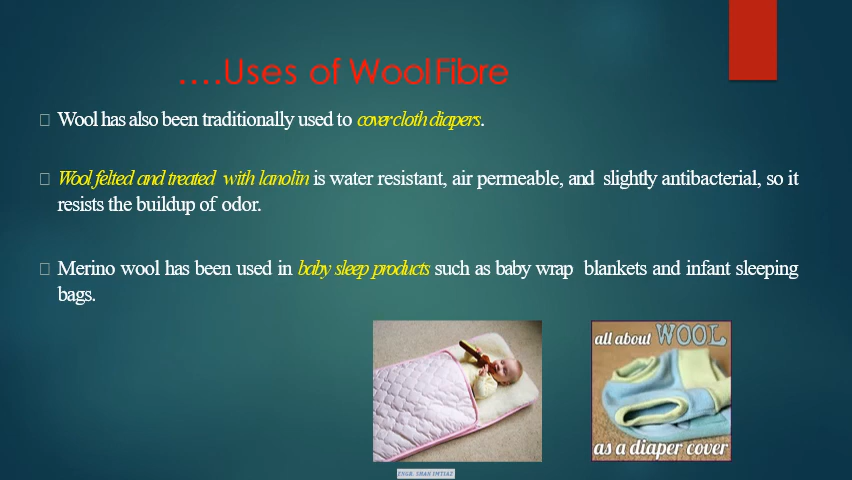 ....Uses of Wool Fibre
Wool has also been traditionally used to cover cloth diapers.
Wool felted and treated with lanolin is water resistant, air permeable, and slightly antibacterial, so it
resists the buildup of odor.
Merino wool has been used in baby sleep products such as baby wrap blankets and infant sleeping
bags.
all about WOOL
as a diaper cover
ENGR. SHAH IMTIAZ